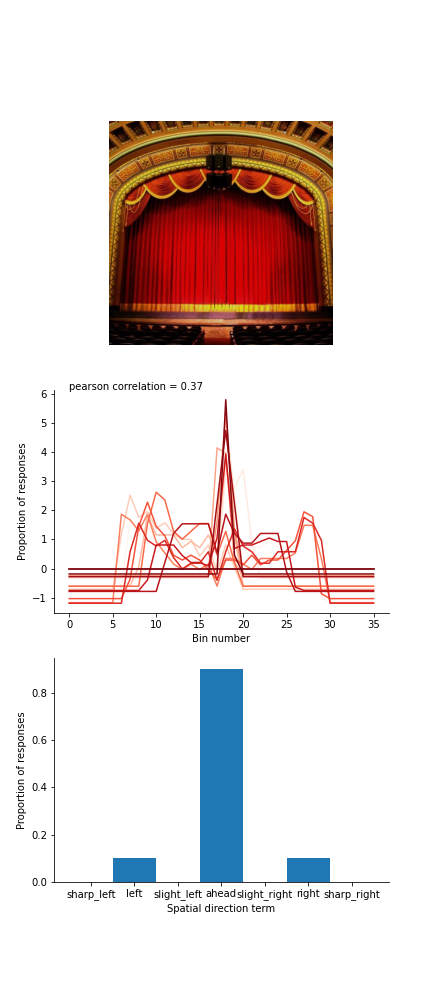 pearson correlation = 0.37
6
5
4
3
2
1
0
−1
Proportion of responses
0 5 10 15 20 25 30 35
Bin number
0.8
0.6
0.4
0.2
0.0
Proportion of responses
sharp_left left slight_left ahead slight_right right sharp_right
Spatial direction term